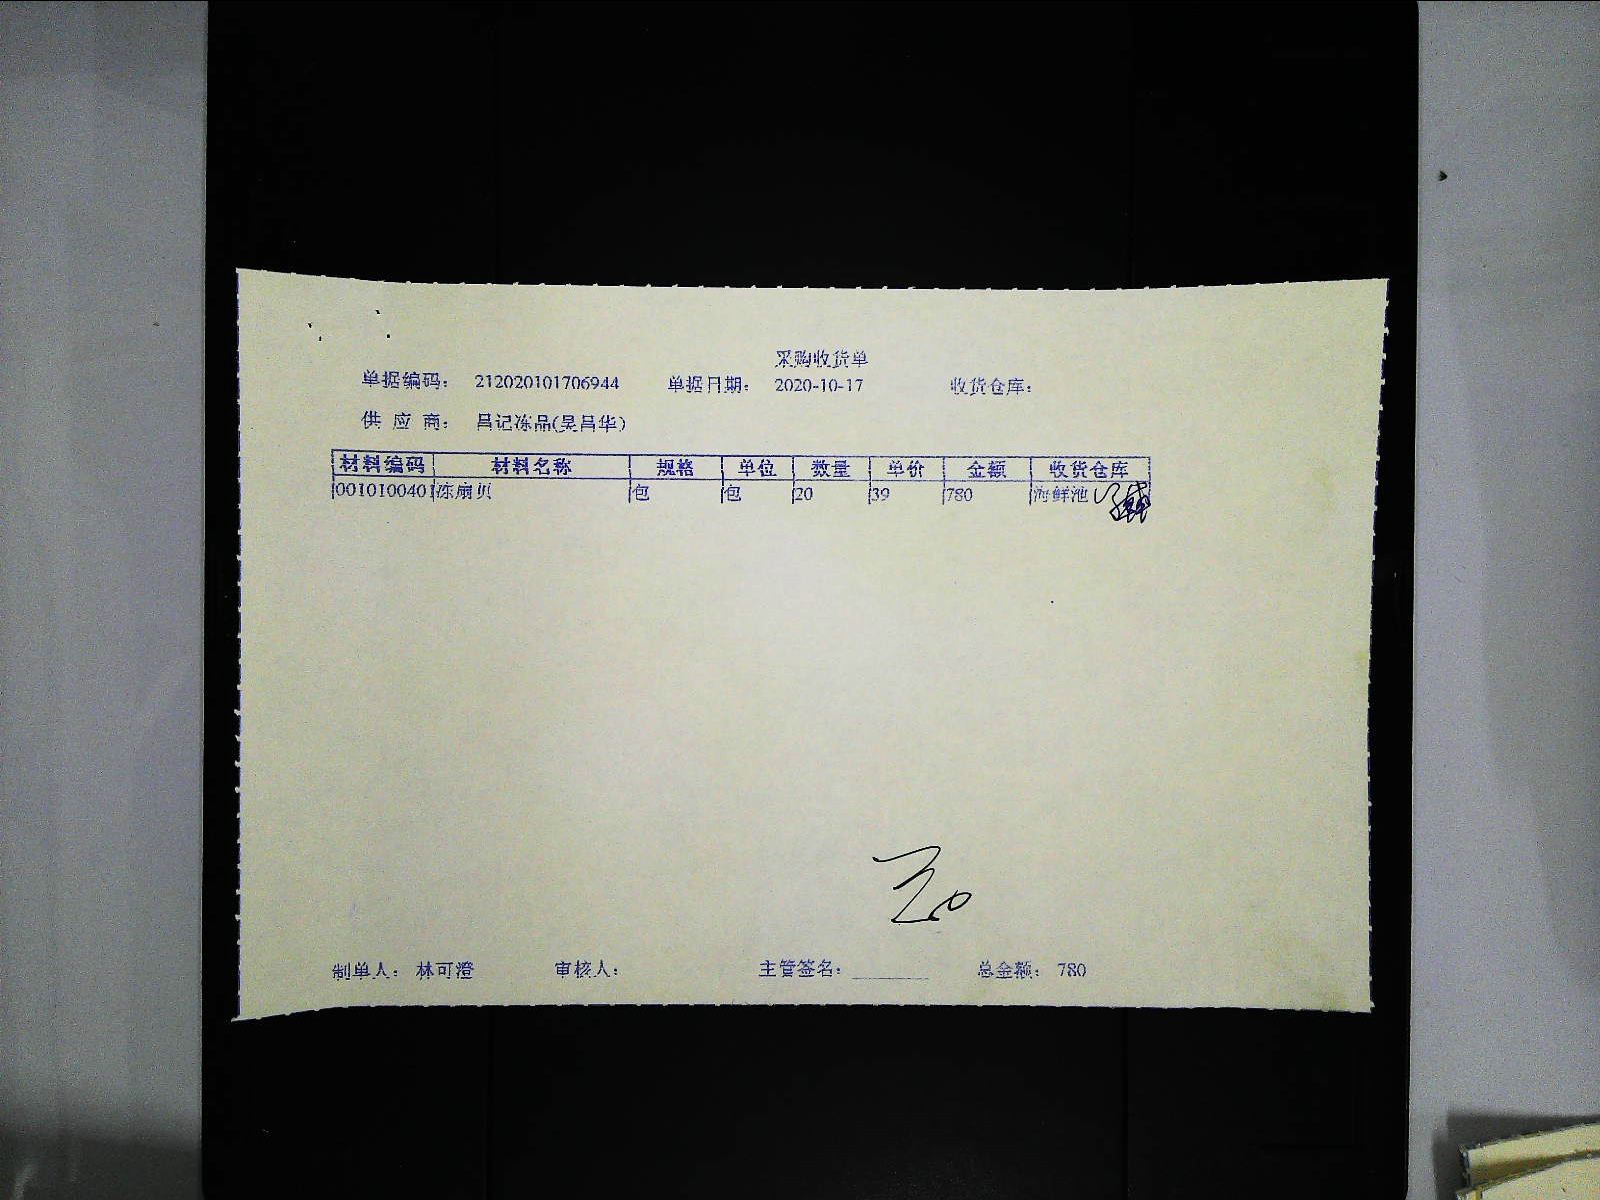 采购收货单
单据编码： 212020101706944 单据日期： 2020-10-17 收货仓库：
供 应 商： 昌记冻品(吴昌华)
材料编码 材料名称 规格 单位 数量 单价 金额 收货仓库
0010100401 冻扇贝 包 包 20 39 780 海鲜池
制单人： 林可澄 审核人： 主管签名： 总金额： 780